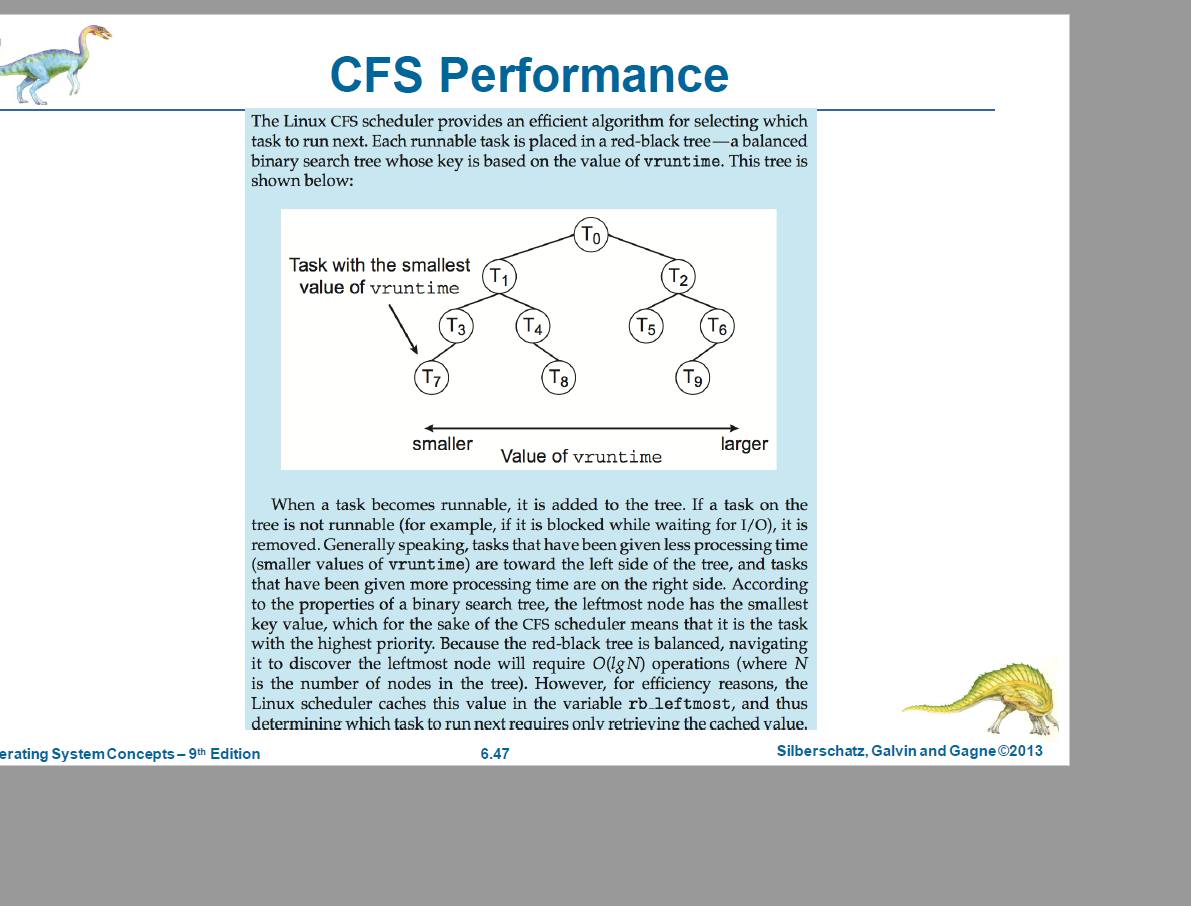 CFS Performance
The Linux CFS scheduler provides an efficient algorithm for selecting which
task to run next. Each runnable task is placed in a red-black tree—a balanced
binary search tree whose key is based on the value of vruntime. This tree is
shown below:
T0
Task with the smallest
value of vruntime
T1
T2
T3
T4
T5
T6
T7
T8
T9
smaller
larger
Value of vruntime
When a task becomes runnable, it is added to the tree. If a task on the
tree is not runnable (for example, if it is blocked while waiting for I/O), it is
removed. Generally speaking, tasks that have been given less processing time
(smaller values of vruntime) are toward the left side of the tree, and tasks
that have been given more processing time are on the right side. According
to the properties of a binary search tree, the leftmost node has the smallest
key value, which for the sake of the CFS scheduler means that it is the task
with the highest priority. Because the red-black tree is balanced, navigating
it to discover the leftmost node will require O(lgN) operations (where N
is the number of nodes in the tree). However, for efficiency reasons, the
Linux scheduler caches this value in the variable rb_leftmost, and thus
determining which task to run next requires only retrieving the cached value.
erating System Concepts – 9th Edition
6.47
Silberschatz, Galvin and Gagne ©2013